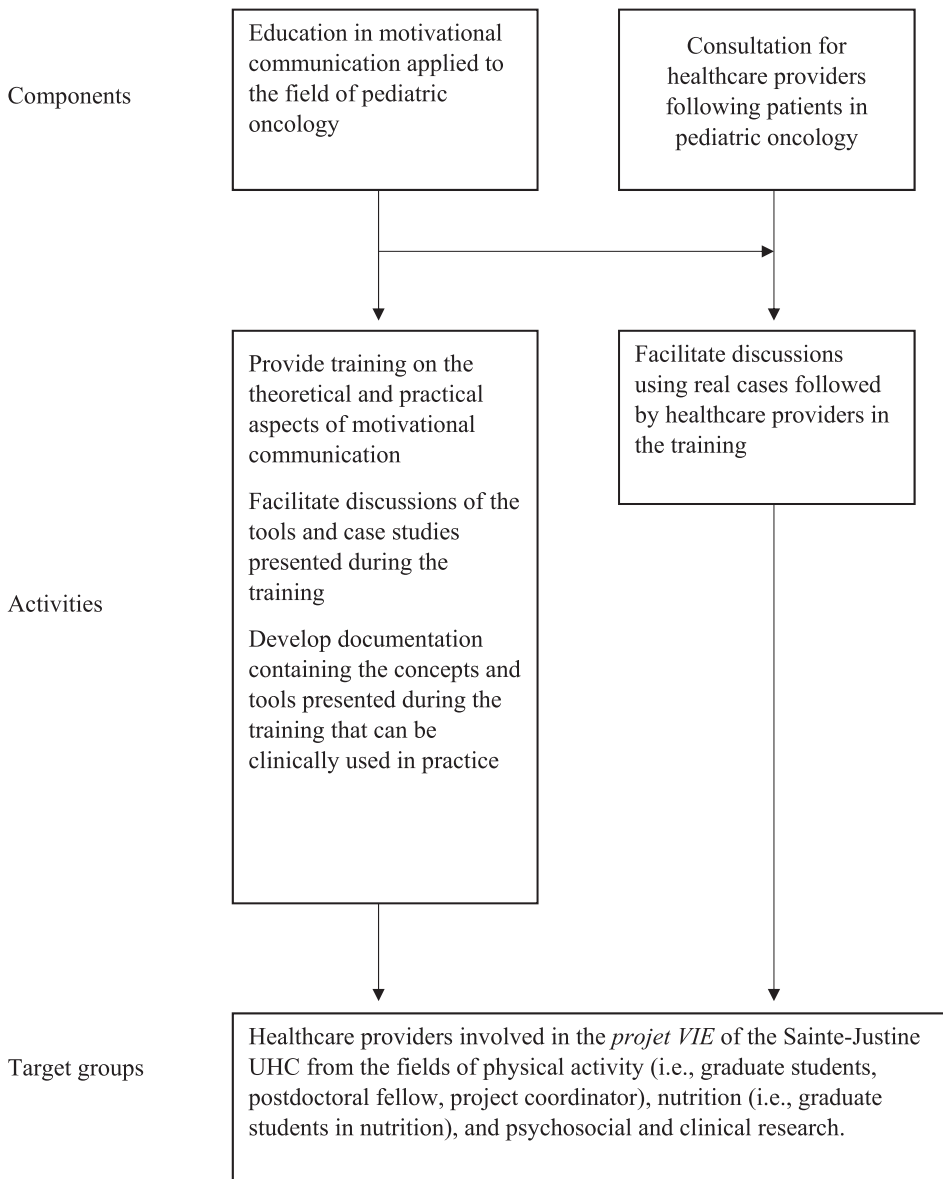 Components
Education in motivational
communication applied to
the field of pediatric
oncology
Consultation for
healthcare providers
following patients in
pediatric oncology
Activities
Provide training on the
theoretical and practical
aspects of motivational
communication
Facilitate discussions of the
tools and case studies
presented during the
training
Develop documentation
containing the concepts and
tools presented during the
training that can be
clinically used in practice
Facilitate discussions
using real cases followed
by healthcare providers in
the training
Target groups
Healthcare providers involved in the projet VIE of the Sainte-Justine
UHC from the fields of physical activity (i.e., graduate students,
postdoctoral fellow, project coordinator), nutrition (i.e., graduate
students in nutrition), and psychosocial and clinical research.